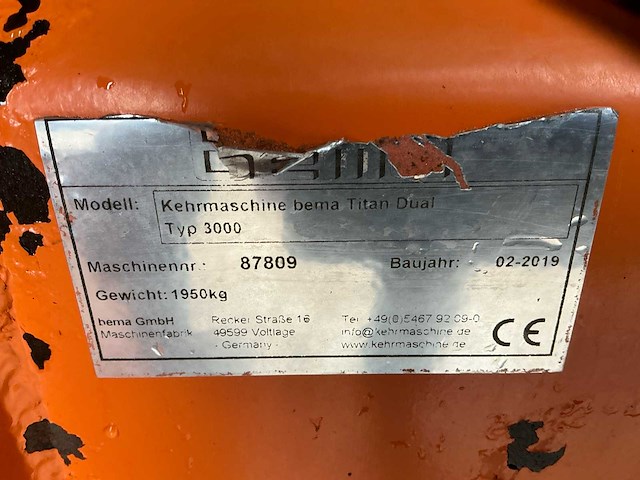 bema
Modell: Kehrmaschine bema Titan Dual
Typ 3000
Maschinennr.: 87809 Baujahr: 02-2019
Gewicht: 1950kg
bema GmbH Recker Straße 16 Tel. +49(0)5467 92 09-0
Maschinenfabrik 49599 Voltlage info@kehrmaschine.de
- Germany - www.kehrmaschine.de
CE